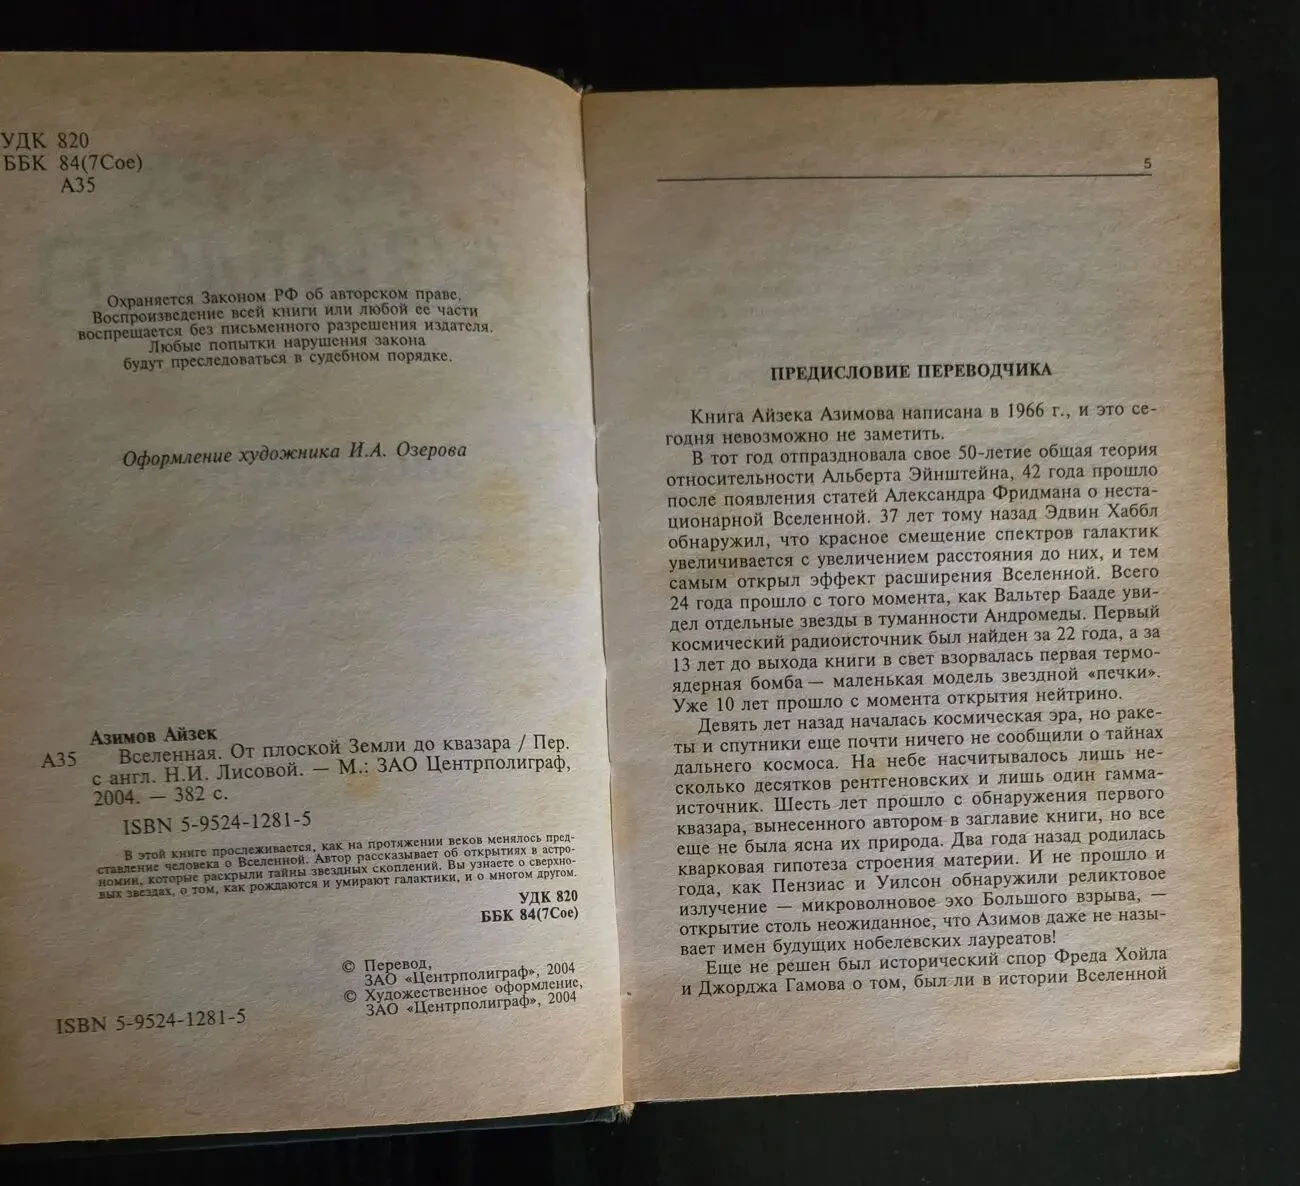 УДК 820
ББК 84(7Сое)
А35
Охраняется Законом РФ об авторском праве.
Воспроизведение всей книги или любой ее части
воспрещается без письменного разрешения издателя.
Любые попытки нарушения закона
будут преследоваться в судебном порядке.
Оформление художника И.А. Озерова
Азимов Айзек
А35 Вселенная. От плоской Земли до квазара / Пер.
с англ. Н.И. Лисовой. — М.: ЗАО Центрполиграф,
2004. — 382 с.
ISBN 5-9524-1281-5
В этой книге прослеживается, как на протяжении веков менялось пред-
ставление человека о Вселенной. Автор рассказывает об открытиях в астро-
номии, которые раскрыли тайны звездных скоплений. Вы узнаете о сверхно-
вых звездах, о том, как рождаются и умирают галактики, и о многом другом.
УДК 820
ББК 84(7Сое)
© Перевод,
ЗАО «Центрполиграф», 2004
© Художественное оформление,
ЗАО «Центрполиграф», 2004
ISBN 5-9524-1281-5
5
ПРЕДИСЛОВИЕ ПЕРЕВОДЧИКА
Книга Айзека Азимова написана в 1966 г., и это се-
годня невозможно не заметить.
В тот год отпраздновала свое 50-летие общая теория
относительности Альберта Эйнштейна, 42 года прошло
после появления статей Александра Фридмана о неста-
ционарной Вселенной. 37 лет тому назад Эдвин Хаббл
обнаружил, что красное смещение спектров галактик
увеличивается с увеличением расстояния до них, и тем
самым открыл эффект расширения Вселенной. Всего
24 года прошло с того момента, как Вальтер Бааде уви-
дел отдельные звезды в туманности Андромеды. Первый
космический радиоисточник был найден за 22 года, а за
13 лет до выхода книги в свет взорвалась первая термо-
ядерная бомба — маленькая модель звездной «печки».
Уже 10 лет прошло с момента открытия нейтрино.
Девять лет назад началась космическая эра, но раке-
ты и спутники еще почти ничего не сообщили о тайнах
дальнего космоса. На небе насчитывалось лишь не-
сколько десятков рентгеновских и лишь один гамма-
источник. Шесть лет прошло с обнаружения первого
квазара, вынесенного автором в заглавие книги, но все
еще не была ясна их природа. Два года назад родилась
кварковая гипотеза строения материи. И не прошло и
года, как Пензиас и Уилсон обнаружили реликтовое
излучение — микроволновое эхо Большого взрыва, —
открытие столь неожиданное, что Азимов даже не назы-
вает имен будущих нобелевских лауреатов!
Еще не решен был исторический спор Фреда Хойла
и Джорджа Гамова о том, был ли в истории Вселенной